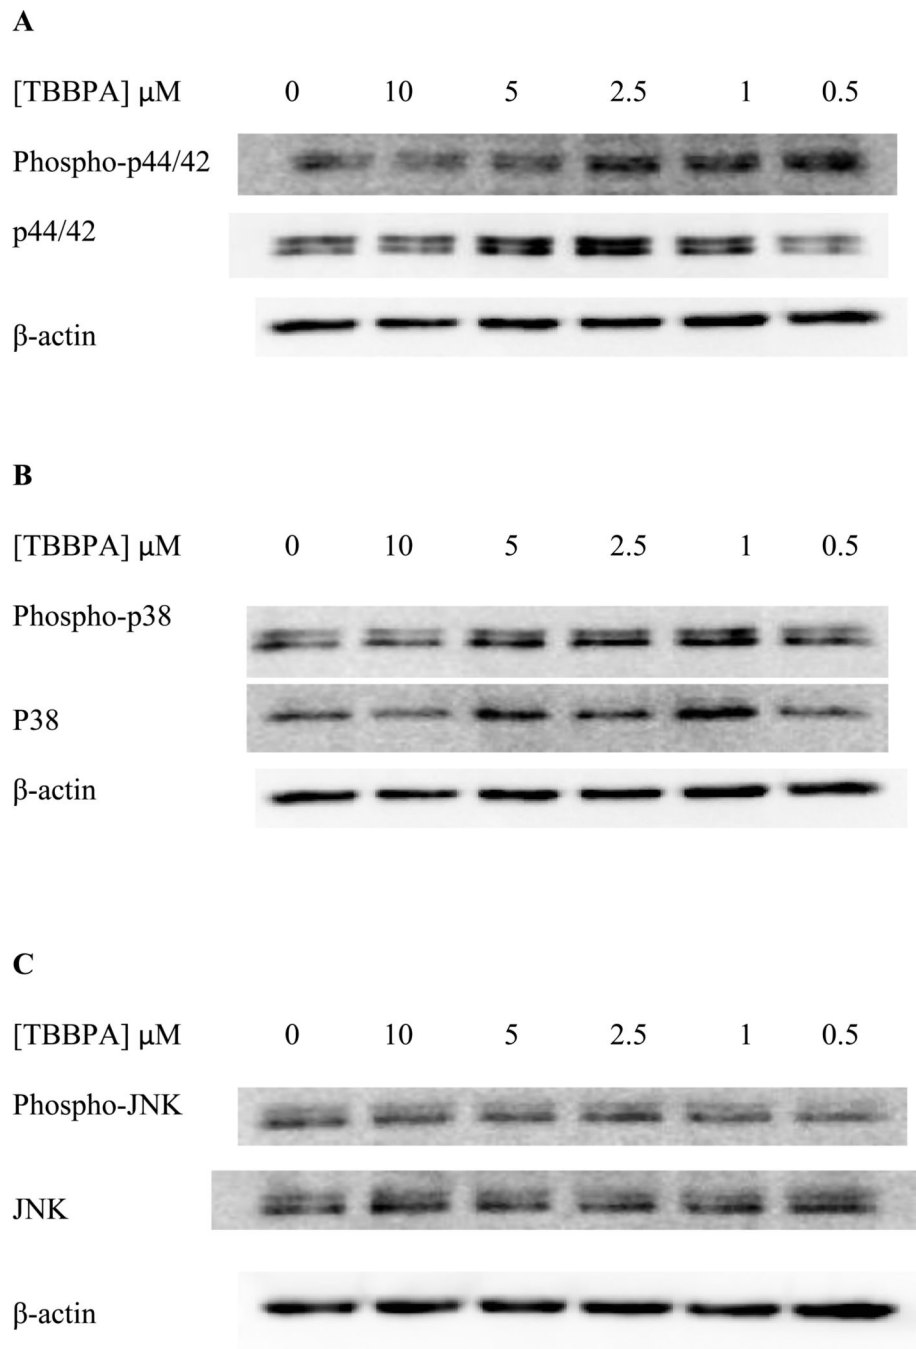 A
[TBBPA] μM 0 10 5 2.5 1 0.5
Phospho-p44/42
p44/42
β-actin
B
[TBBPA] μM 0 10 5 2.5 1 0.5
Phospho-p38
P38
β-actin
C
[TBBPA] μM 0 10 5 2.5 1 0.5
Phospho-JNK
JNK
β-actin